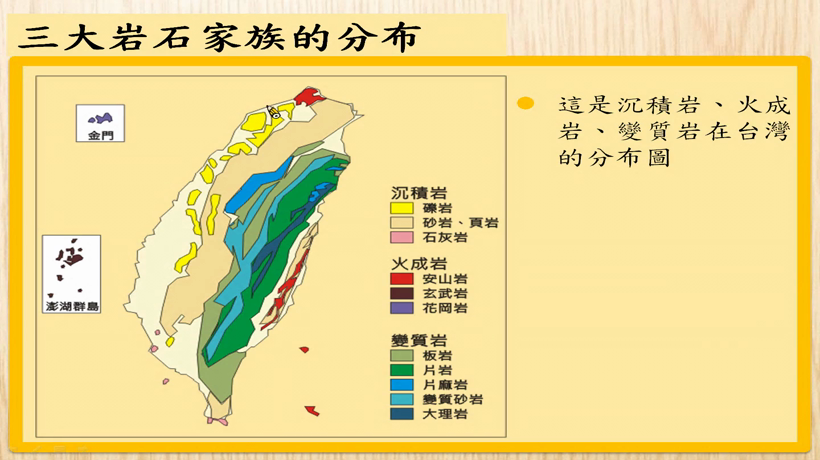 三大岩石家族的分布
金門
澎湖群島
沉積岩
礫岩
砂岩、頁岩
石灰岩
火成岩
安山岩
玄武岩
花岡岩
變質岩
板岩
片岩
片麻岩
變質砂岩
大理岩
這是沉積岩、火成
岩、變質岩在台灣
的分布圖